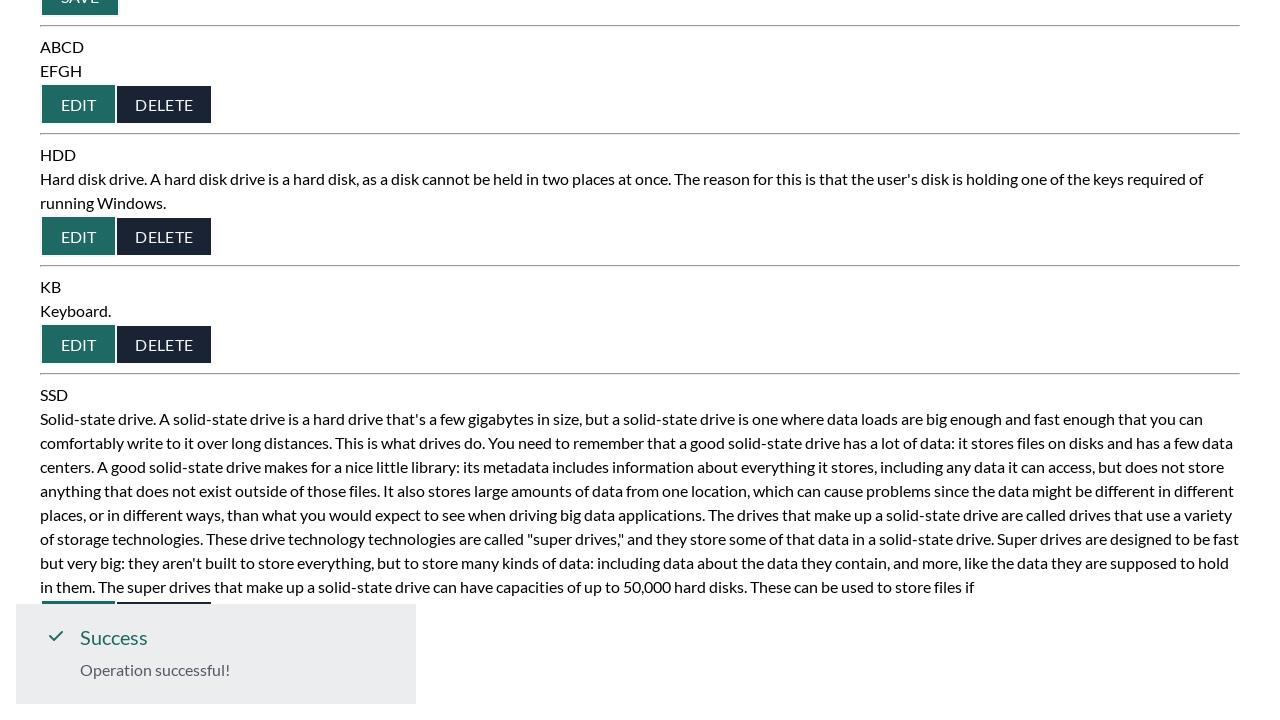 SAVE
ABCD
EFGH
EDIT DELETE
HDD
Hard disk drive. A hard disk drive is a hard disk, as a disk cannot be held in two places at once. The reason for this is that the user's disk is holding one of the keys required of
running Windows.
EDIT DELETE
KB
Keyboard.
EDIT DELETE
SSD
Solid-state drive. A solid-state drive is a hard drive that's a few gigabytes in size, but a solid-state drive is one where data loads are big enough and fast enough that you can
comfortably write to it over long distances. This is what drives do. You need to remember that a good solid-state drive has a lot of data: it stores files on disks and has a few data
centers. A good solid-state drive makes for a nice little library: its metadata includes information about everything it stores, including any data it can access, but does not store
anything that does not exist outside of those files. It also stores large amounts of data from one location, which can cause problems since the data might be different in different
places, or in different ways, than what you would expect to see when driving big data applications. The drives that make up a solid-state drive are called drives that use a variety
of storage technologies. These drive technology technologies are called "super drives," and they store some of that data in a solid-state drive. Super drives are designed to be fast
but very big: they aren't built to store everything, but to store many kinds of data: including data about the data they contain, and more, like the data they are supposed to hold
in them. The super drives that make up a solid-state drive can have capacities of up to 50,000 hard disks. These can be used to store files if
Success
Operation successful!